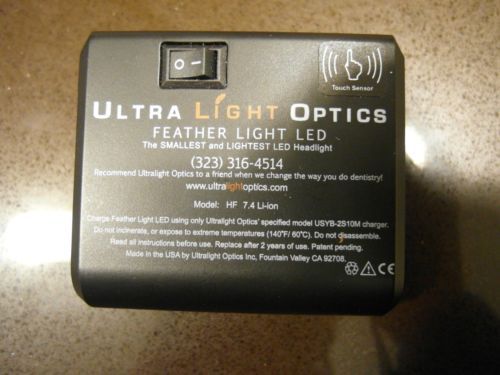 O –
Touch Sensor
ULTRA LIGHT OPTICS
FEATHER LIGHT LED
The SMALLEST and LIGHTEST LED Headlight
(323) 316-4514
Recommend Ultralight Optics to a friend when we change the way you do dentistry!
www.ultralightoptics.com
Model: HF 7.4 Li-ion
Charge Feather Light LED using only Ultralight Optics' specified model USYB-2S10M charger.
Do not incinerate, or expose to extreme temperatures (140°F/ 60°C). Do not disassemble.
Read all instructions before use. Replace after 2 years of use. Patent pending.
Made in the USA by Ultralight Optics Inc, Fountain Valley CA 92708.
CE